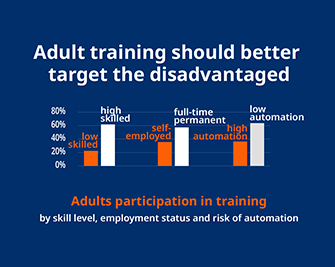 Adult training should better
target the disadvantaged
80%
60%
40%
20%
0%
low
skilled
high
skilled
self-
employed
full-time
permanent
high
automation
low
automation
Adults participation in training
by skill level, employment status and risk of automation